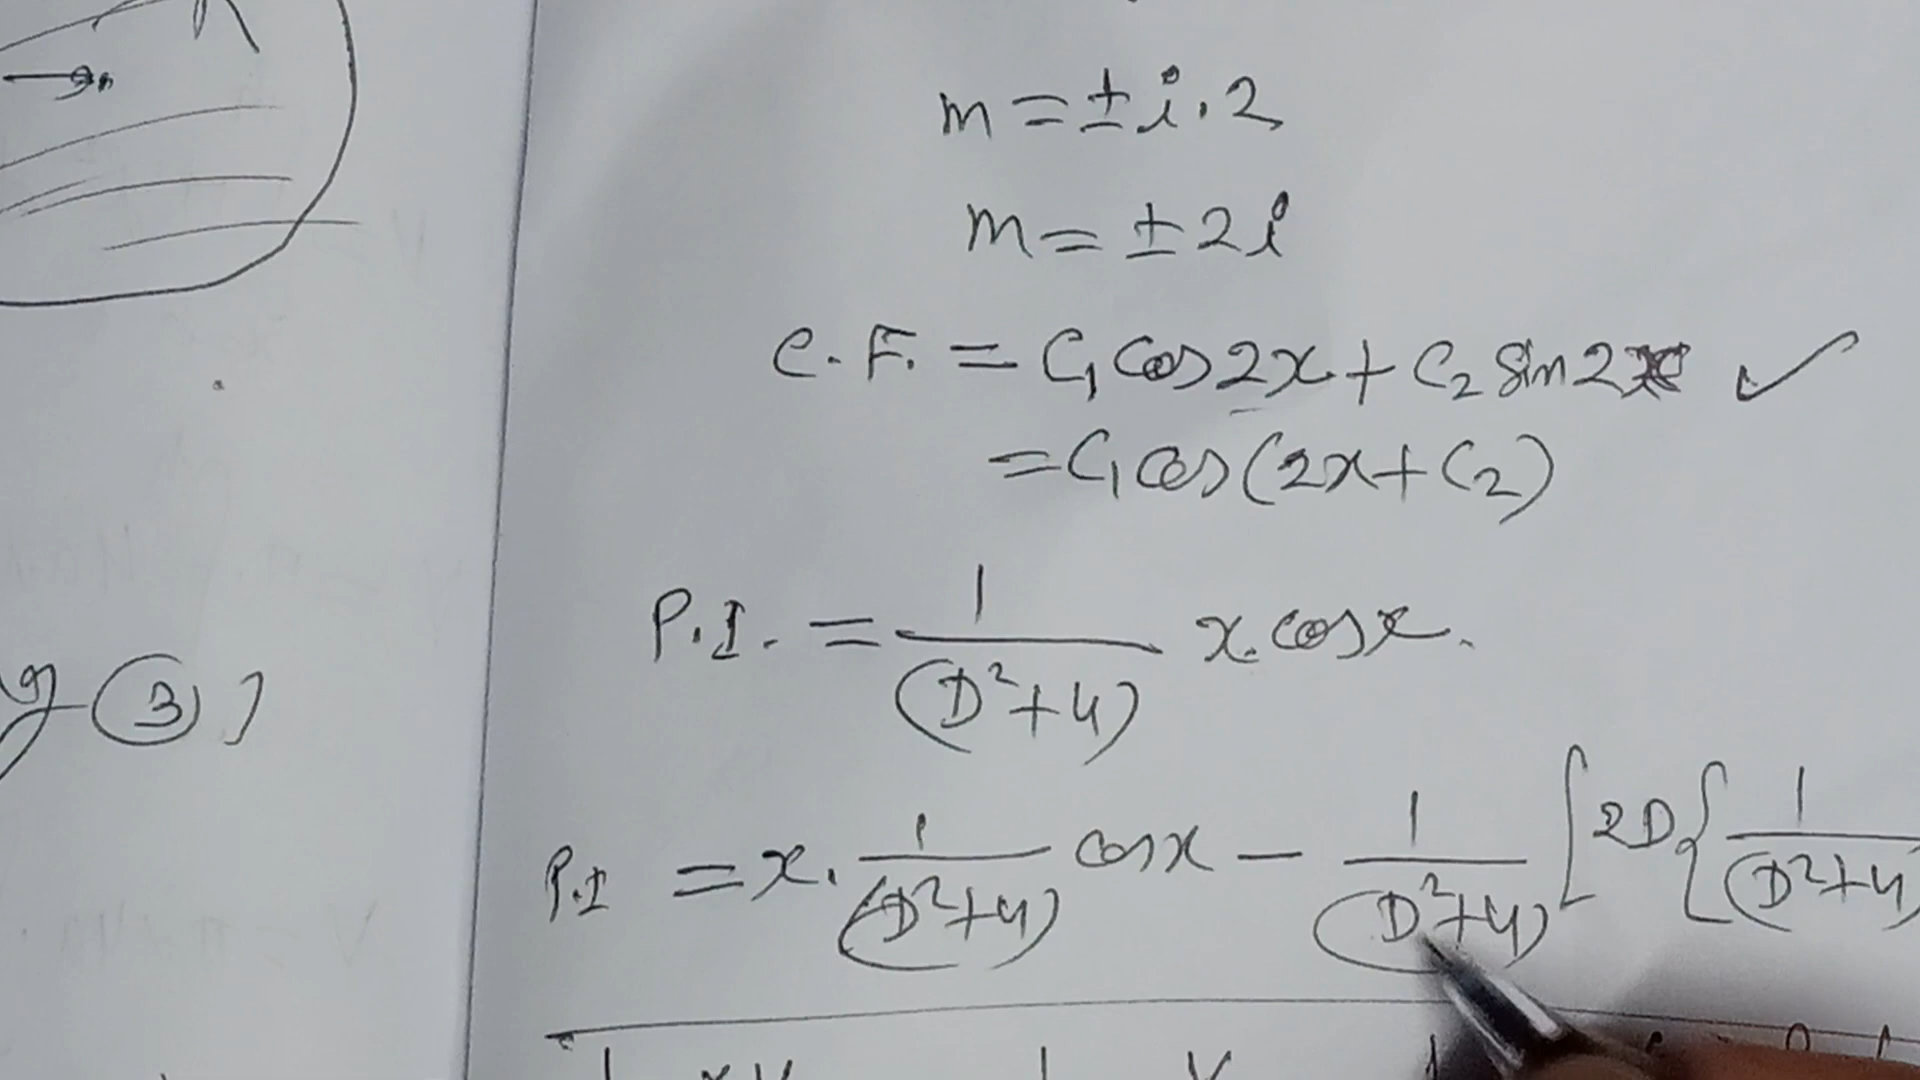 m = ± i . 2
m = ± 2i
C.F. = C₁ cos 2x + C₂ sin 2x ✓
= C₁ cos (2x + C₂)
P.I. = 1/(D² + 4) x. cos x.
P.I = x. 1/(D² + 4) cos x − 1/(D² + 4) [2D{1/(D² + 4)
3